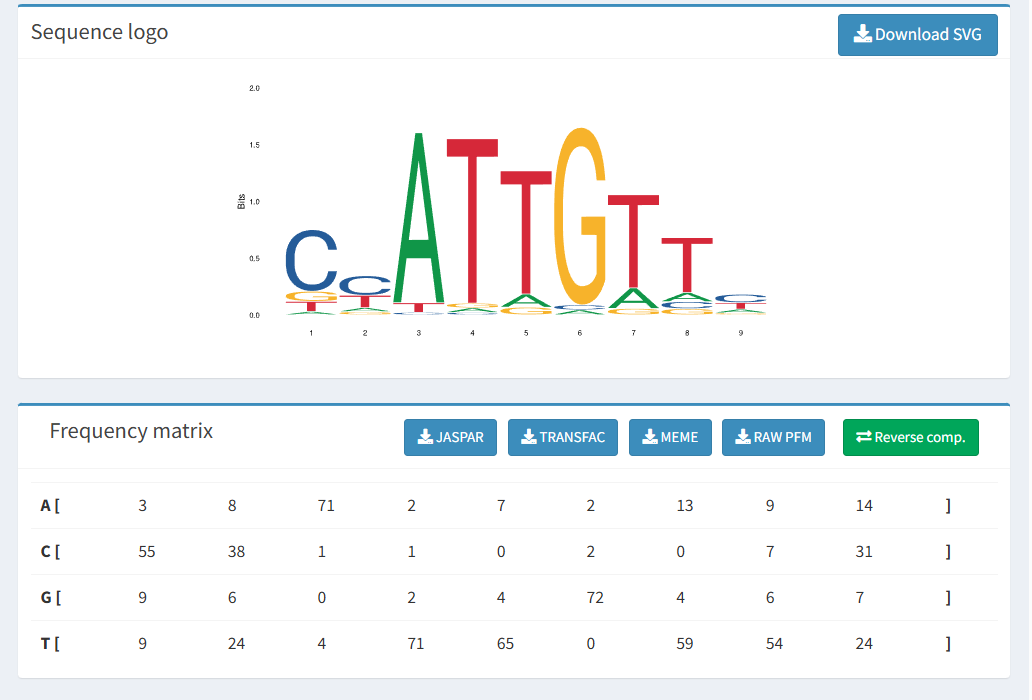 Sequence logo
Download SVG
2.0
1.5
1.0
0.5
0.0
Bits
C G T A
C T A G
A T C
T G A C
T A G
G C A
T A G
T A C G
C T A G
1 2 3 4 5 6 7 8 9
Frequency matrix
JASPAR
TRANSFAC
MEME
RAW PFM
Reverse comp.
A [ 3 8 71 2 7 2 13 9 14 ]
C [ 55 38 1 1 0 2 0 7 31 ]
G [ 9 6 0 2 4 72 4 6 7 ]
T [ 9 24 4 71 65 0 59 54 24 ]